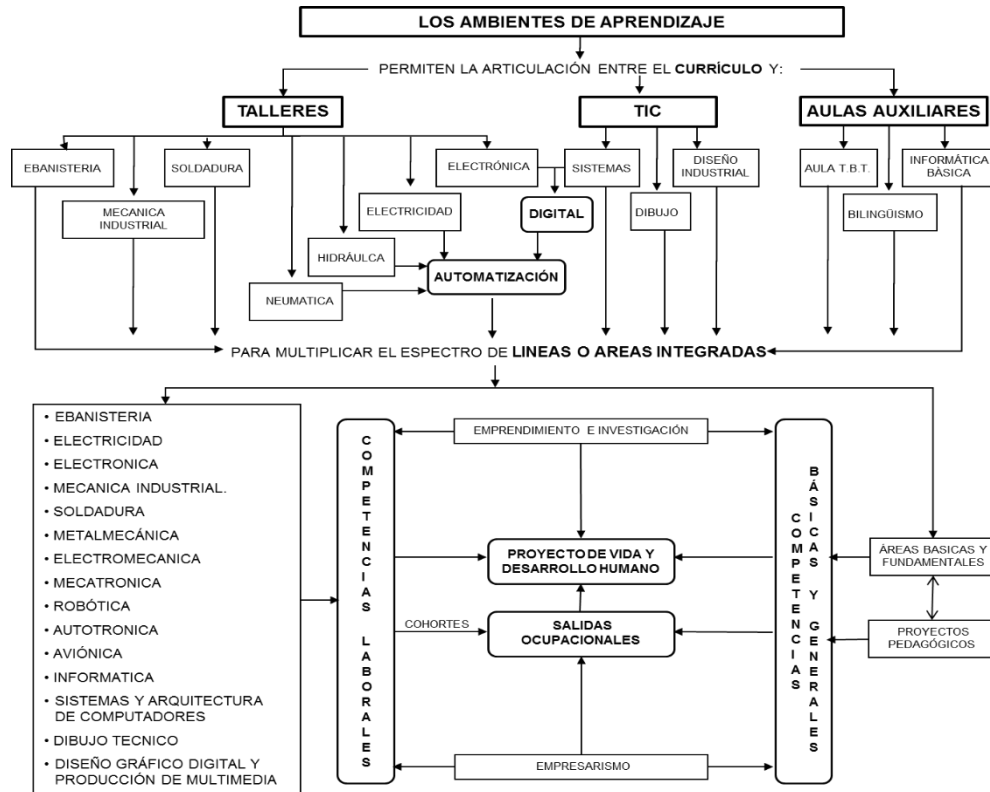 LOS AMBIENTES DE APRENDIZAJE
PERMITEN LA ARTICULACIÓN ENTRE EL CURRÍCULO Y:
TALLERES
TIC
AULAS AUXILIARES
EBANISTERIA
SOLDADURA
ELECTRÓNICA
SISTEMAS
DISEÑO
INDUSTRIAL
AULA T.B.T.
INFORMÁTICA
BÁSICA
MECANICA
INDUSTRIAL
ELECTRICIDAD
DIGITAL
DIBUJO
BILINGÜISMO
HIDRÁULCA
AUTOMATIZACIÓN
NEUMATICA
PARA MULTIPLICAR EL ESPECTRO DE LINEAS O AREAS INTEGRADAS
• EBANISTERIA
• ELECTRICIDAD
• ELECTRONICA
• MECANICA INDUSTRIAL.
• SOLDADURA
• METALMECÁNICA
• ELECTROMECANICA
• MECATRONICA
• ROBÓTICA
• AUTOTRONICA
• AVIÓNICA
• INFORMATICA
• SISTEMAS Y ARQUITECTURA
DE COMPUTADORES
• DIBUJO TECNICO
• DISEÑO GRÁFICO DIGITAL Y
PRODUCCIÓN DE MULTIMEDIA
COMPETENCIAS LABORALES
EMPRENDIMIENTO E INVESTIGACIÓN
PROYECTO DE VIDA Y
DESARROLLO HUMANO
COHORTES
SALIDAS
OCUPACIONALES
EMPRESARISMO
COMPETENCIAS
BÁSICAS Y GENERALES
ÁREAS BASICAS Y
FUNDAMENTALES
PROYECTOS
PEDAGÓGICOS